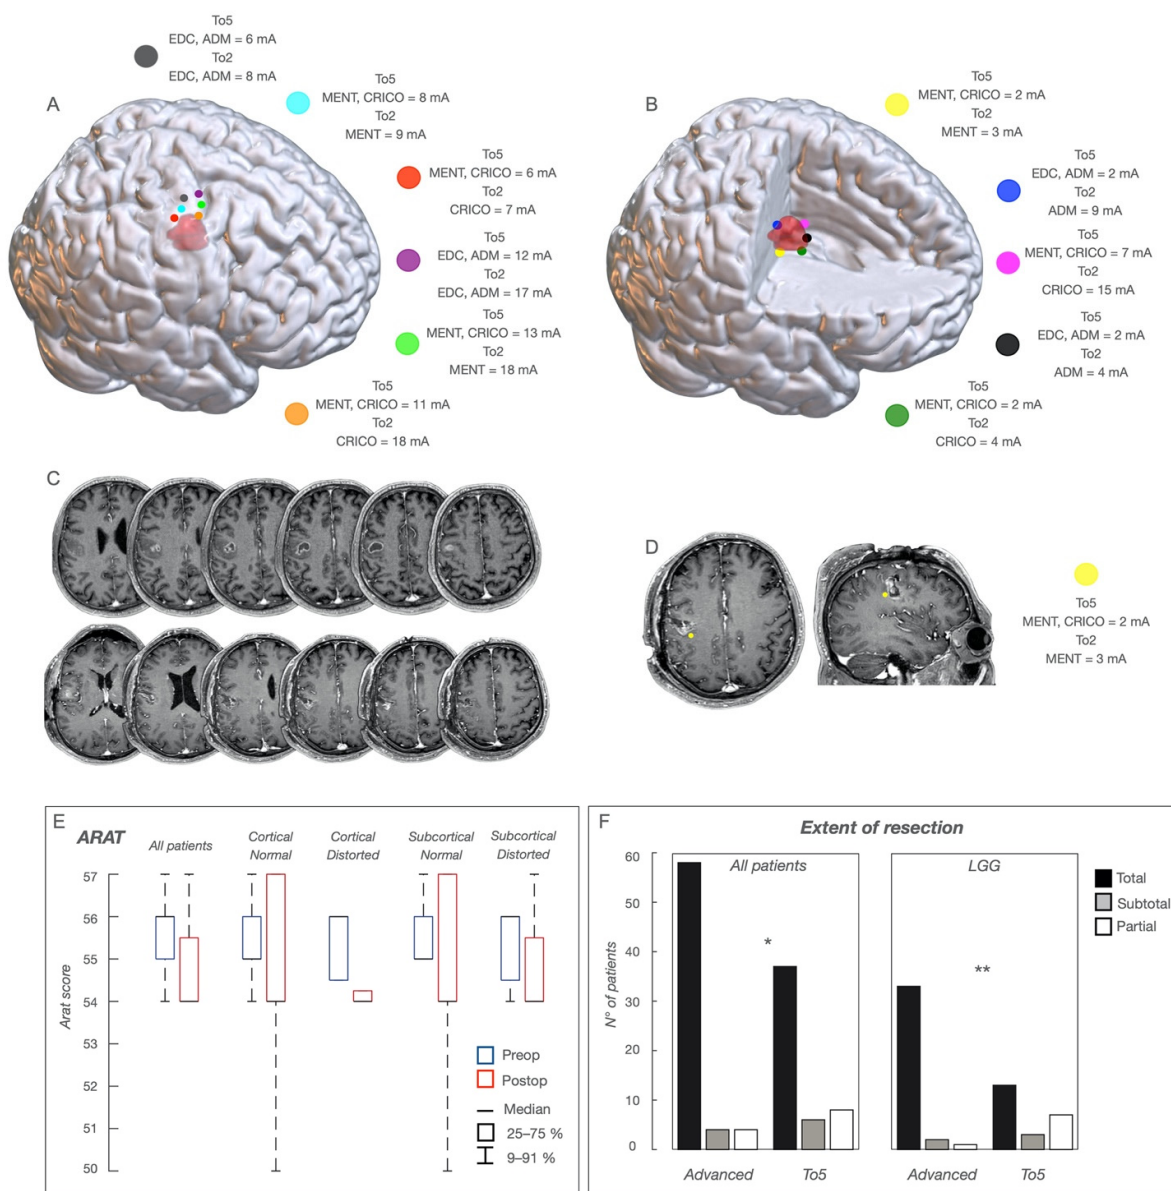 To5
EDC, ADM = 6 mA
To2
EDC, ADM = 8 mA
A
To5
MENT, CRICO = 8 mA
To2
MENT = 9 mA
To5
MENT, CRICO = 6 mA
To2
CRICO = 7 mA
To5
EDC, ADM = 12 mA
To2
EDC, ADM = 17 mA
To5
MENT, CRICO = 13 mA
To2
MENT = 18 mA
To5
MENT, CRICO = 11 mA
To2
CRICO = 18 mA
B
To5
MENT, CRICO = 2 mA
To2
MENT = 3 mA
To5
EDC, ADM = 2 mA
To2
ADM = 9 mA
To5
MENT, CRICO = 7 mA
To2
CRICO = 15 mA
To5
EDC, ADM = 2 mA
To2
ADM = 4 mA
To5
MENT, CRICO = 2 mA
To2
CRICO = 4 mA
C
D
To5
MENT, CRICO = 2 mA
To2
MENT = 3 mA
E
ARAT
All patients
Cortical
Normal
Cortical
Distorted
Subcortical
Normal
Subcortical
Distorted
57
56
55
54
53
52
51
50
Arat score
Preop
Postop
Median
25–75 %
9–91 %
F
Extent of resection
All patients
LGG
60
50
40
30
20
10
0
N° of patients
*
**
Total
Subtotal
Partial
Advanced
To5
Advanced
To5